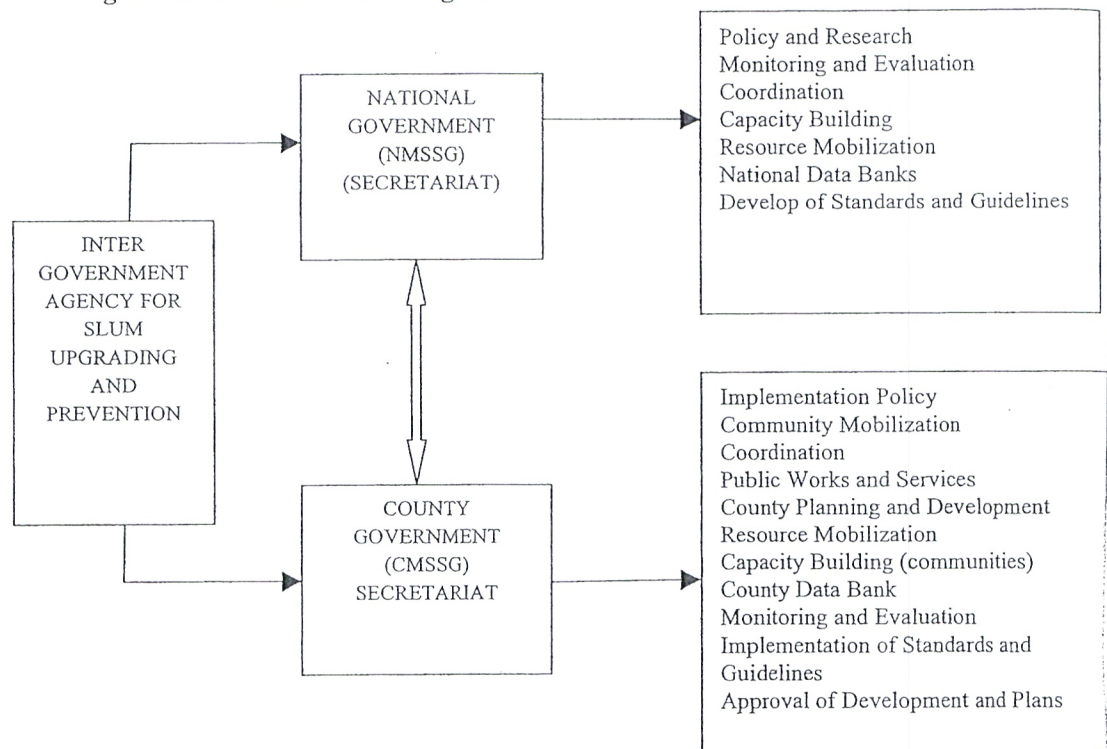 INTER
GOVERNMENT
AGENCY FOR
SLUM
UPGRADING
AND
PREVENTION
NATIONAL
GOVERNMENT
(NMSSG)
(SECRETARIAT)
Policy and Research
Monitoring and Evaluation
Coordination
Capacity Building
Resource Mobilization
National Data Banks
Develop of Standards and Guidelines
COUNTY
GOVERNMENT
(CMSSG)
SECRETARIAT
Implementation Policy
Community Mobilization
Coordination
Public Works and Services
County Planning and Development
Resource Mobilization
Capacity Building (communities)
County Data Bank
Monitoring and Evaluation
Implementation of Standards and
Guidelines
Approval of Development and Plans